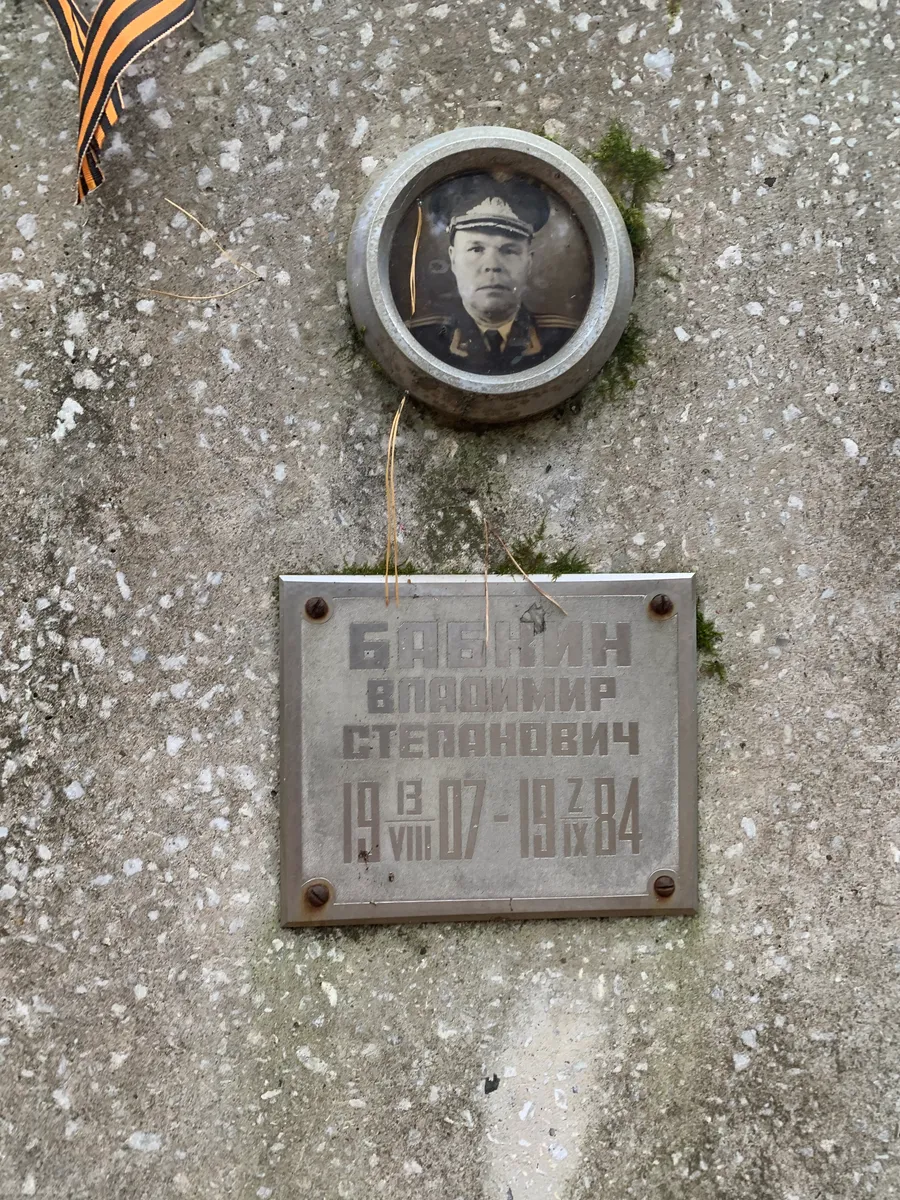 БАБКИН
ВЛАДИМИР
СТЕПАНОВИЧ
19 13/VIII 07 - 19 2/IX 84